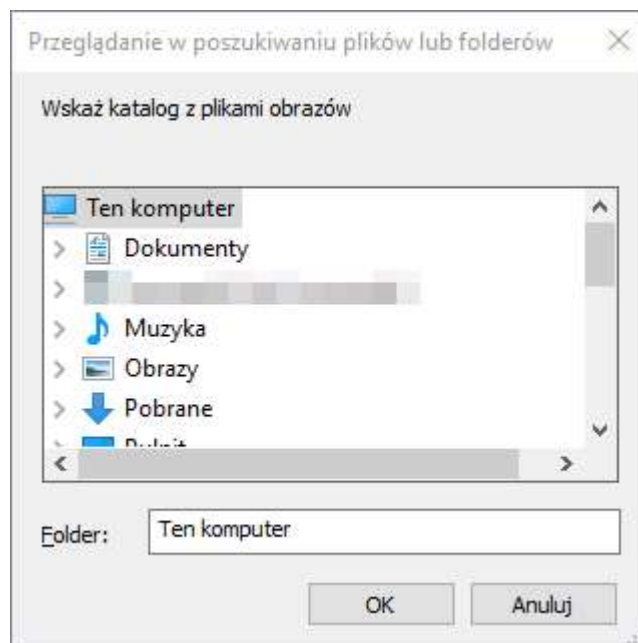 Przeglądanie w poszukiwaniu plików lub folderów
Wskaż katalog z plikami obrazów
Ten komputer
Dokumenty
Muzyka
Obrazy
Pobrane
Pulpit
Folder: Ten komputer
OK Anuluj